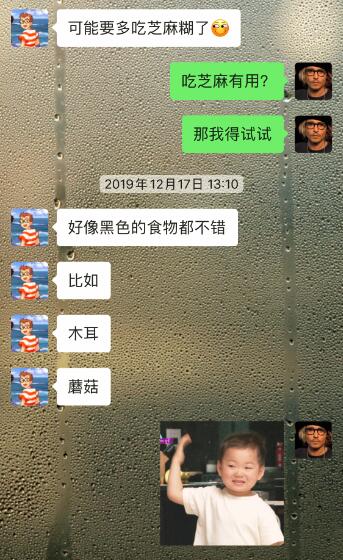 可能要多吃芝麻糊了
吃芝麻有用？
那我得试试
2019年12月17日 13:10
好像黑色的食物都不错
比如
木耳
蘑菇